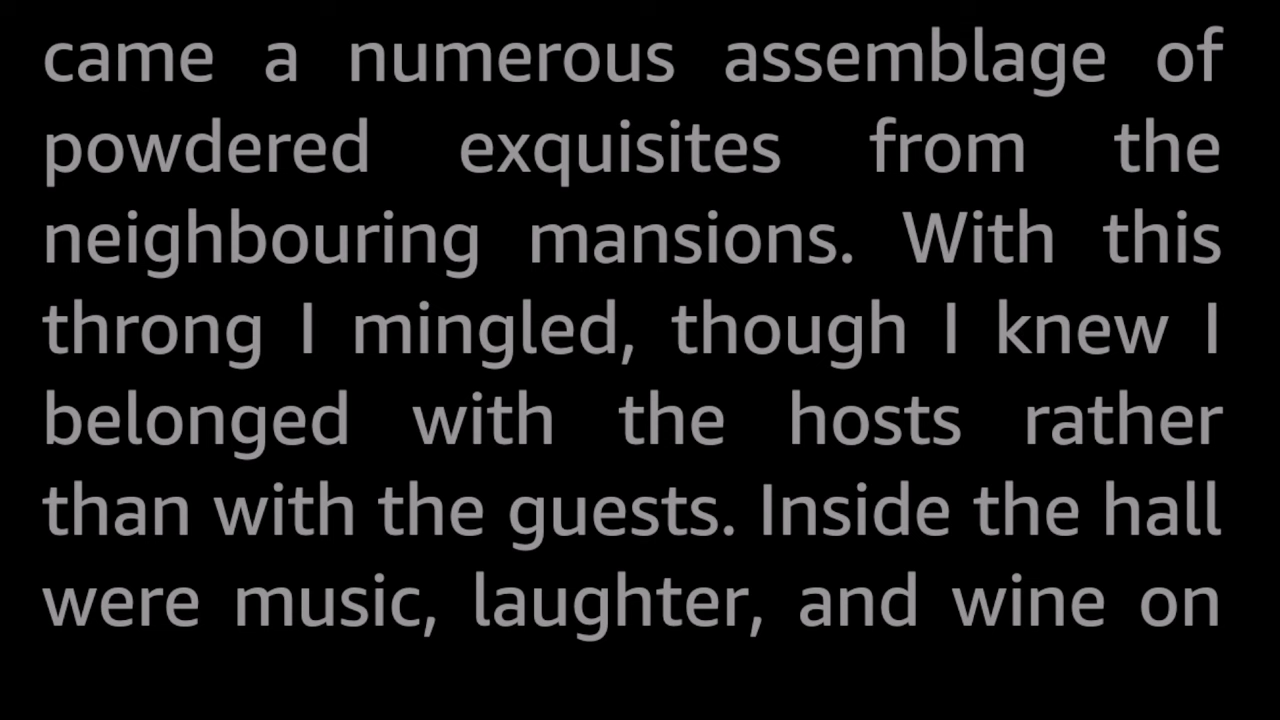 came a numerous assemblage of
powdered exquisites from the
neighbouring mansions. With this
throng I mingled, though I knew I
belonged with the hosts rather
than with the guests. Inside the hall
were music, laughter, and wine on